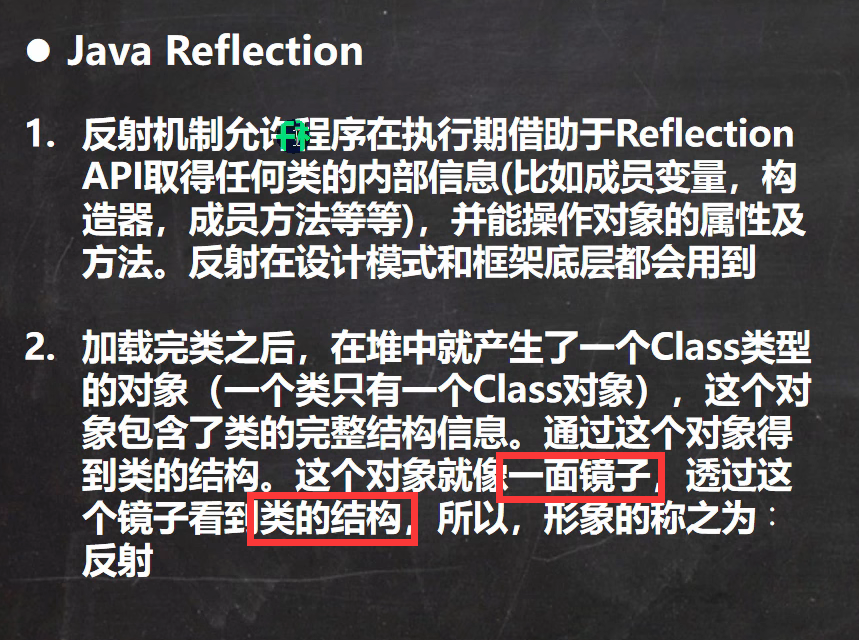 ● Java Reflection
1. 反射机制允许程序在执行期借助于Reflection
API取得任何类的内部信息(比如成员变量，构
造器，成员方法等等)，并能操作对象的属性及
方法。反射在设计模式和框架底层都会用到
2. 加载完类之后，在堆中就产生了一个Class类型
的对象（一个类只有一个Class对象），这个对
象包含了类的完整结构信息。通过这个对象得
到类的结构。这个对象就像一面镜子，透过这
个镜子看到类的结构，所以，形象的称之为：
反射